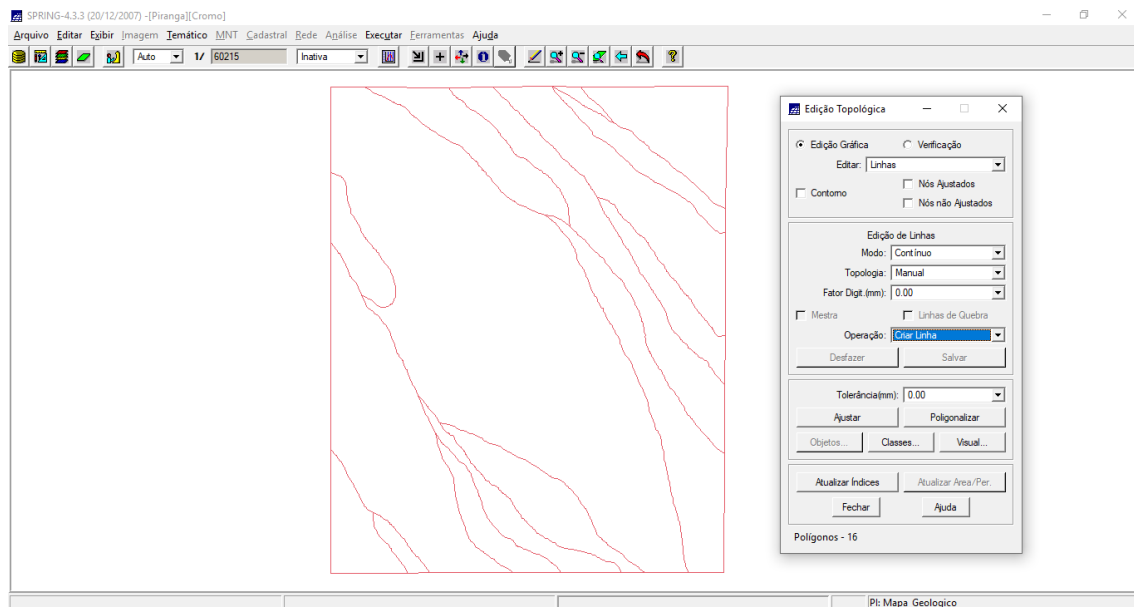 SPRING-4.3.3 (20/12/2007) -[Piranga][Cromo]
Arquivo Editar Exibir Imagem Temático MNT Cadastral Rede Análise Executar Ferramentas Ajuda
Auto 1/ 60215 Inativa
Edição Topológica
Edição Gráfica Verificação
Editar: Linhas
Contorno
Nós Ajustados
Nós não Ajustados
Edição de Linhas
Modo: Contínuo
Topologia: Manual
Fator Digit.(mm): 0.00
Mestra Linhas de Quebra
Operação: Criar Linha
Desfazer Salvar
Tolerância(mm): 0.00
Ajustar Poligonalizar
Objetos... Classes... Visual...
Atualizar Índices Atualizar Area/Per.
Fechar Ajuda
Polígonos - 16
PI: Mapa_Geologico